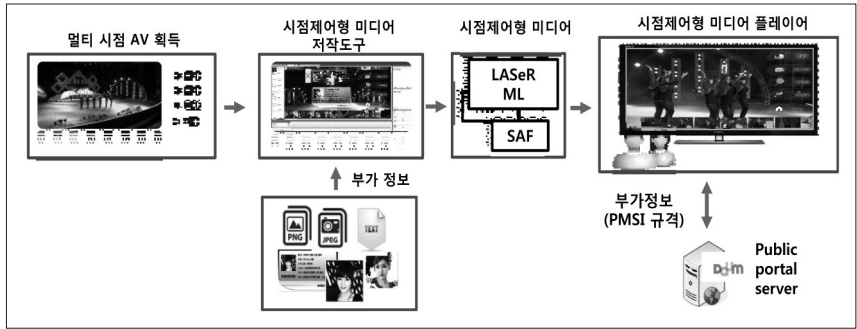 멀티 시점 AV 획득
시점제어형 미디어
저작도구
시점제어형 미디어
시점제어형 미디어 플레이어
LASeR
ML
SAF
부가 정보
PNG
JPEG
TEXT
부가정보
(PMSI 규격)
Public
portal
server